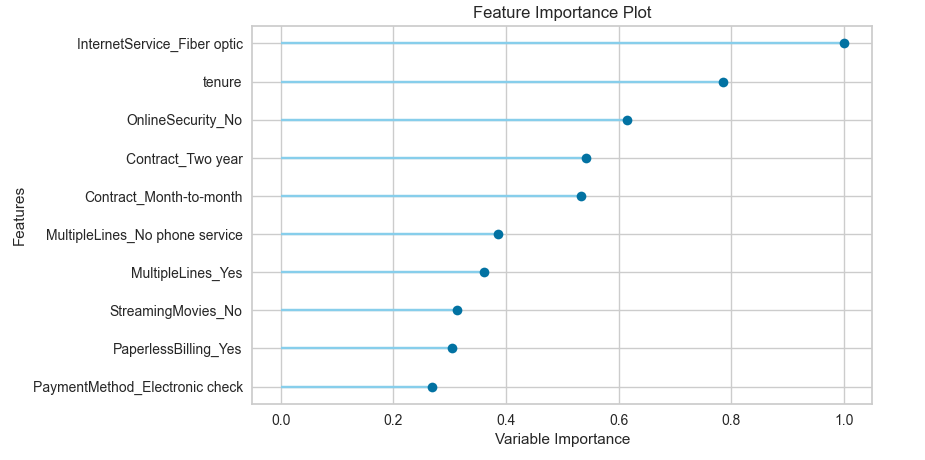 Feature Importance Plot
Features
InternetService_Fiber optic
tenure
OnlineSecurity_No
Contract_Two year
Contract_Month-to-month
MultipleLines_No phone service
MultipleLines_Yes
StreamingMovies_No
PaperlessBilling_Yes
PaymentMethod_Electronic check
0.0 0.2 0.4 0.6 0.8 1.0
Variable Importance